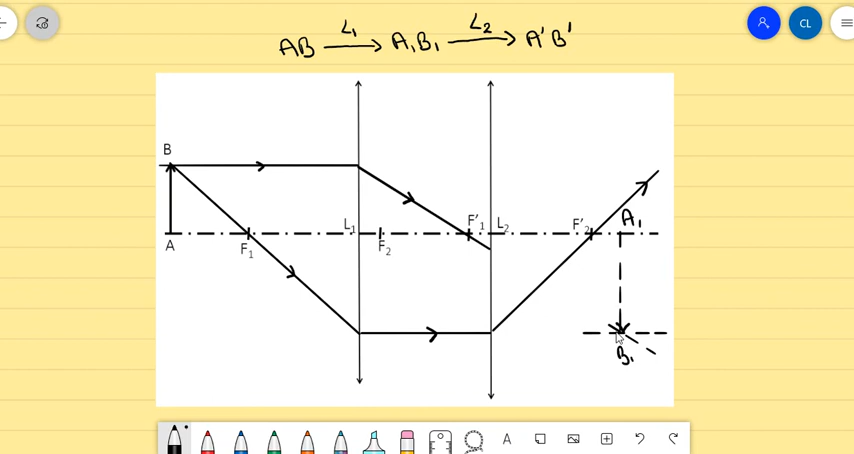 CL
AB L₁ → A₁B₁ L₂ → A'B'
B
A
F₁
L₁
F₂
F'₁
L₂
F'₂
A₁
B₁
A